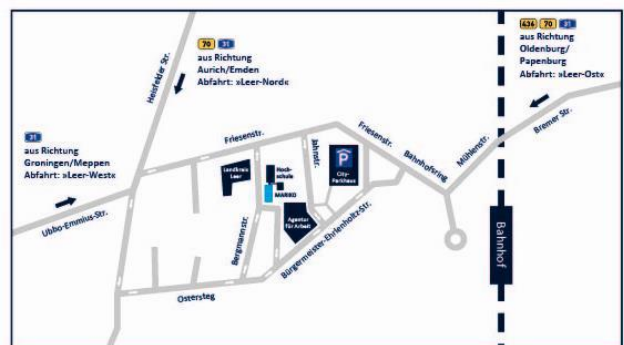 70 31
aus Richtung
Aurich/Emden
Abfahrt: »Leer-Nord«
436 70 31
aus Richtung
Oldenburg/
Papenburg
Abfahrt: »Leer-Ost«
31
aus Richtung
Groningen/Meppen
Abfahrt: »Leer-West«
Heisfelder Str.
Friesenstr.
Jahnstr.
Friesenstr.
Bahnhofsring
Mühlenstr.
Bremer Str.
Landkreis
Leer
Hoch-
schule
MARIKO
P
City-
Parkhaus
Agentur
für Arbeit
Ubbo-Emmius-Str.
Bergmannstr.
Bürgermeister-Ehrlenholtz-Str.
Ostersteg
Bahnhof